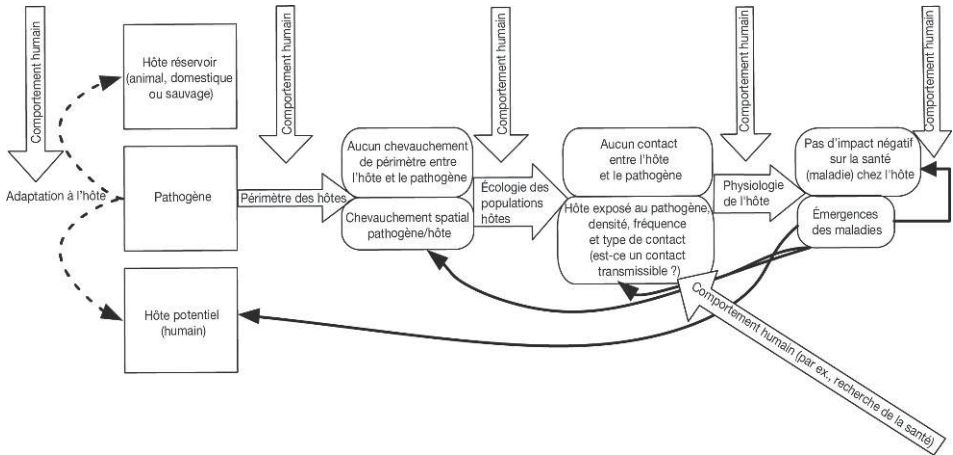 Comportement humain
Adaptation à l'hôte
Hôte réservoir
(animal, domestique
ou sauvage)
Pathogène
Hôte potentiel
(humain)
Comportement humain
Périmètre des hôtes
Aucun chevauchement
de périmètre entre
l'hôte et le pathogène
Chevauchement spatial
pathogène/hôte
Comportement humain
Écologie des
populations
hôtes
Aucun contact
entre l'hôte
et le pathogène
Hôte exposé au pathogène,
densité, fréquence
et type de contact
(est-ce un contact
transmissible ?)
Comportement humain
Physiologie
de l'hôte
Pas d'impact négatif
sur la santé
(maladie) chez l'hôte
Émergences
des maladies
Comportement humain
Comportement humain (par ex., recherche de la santé)